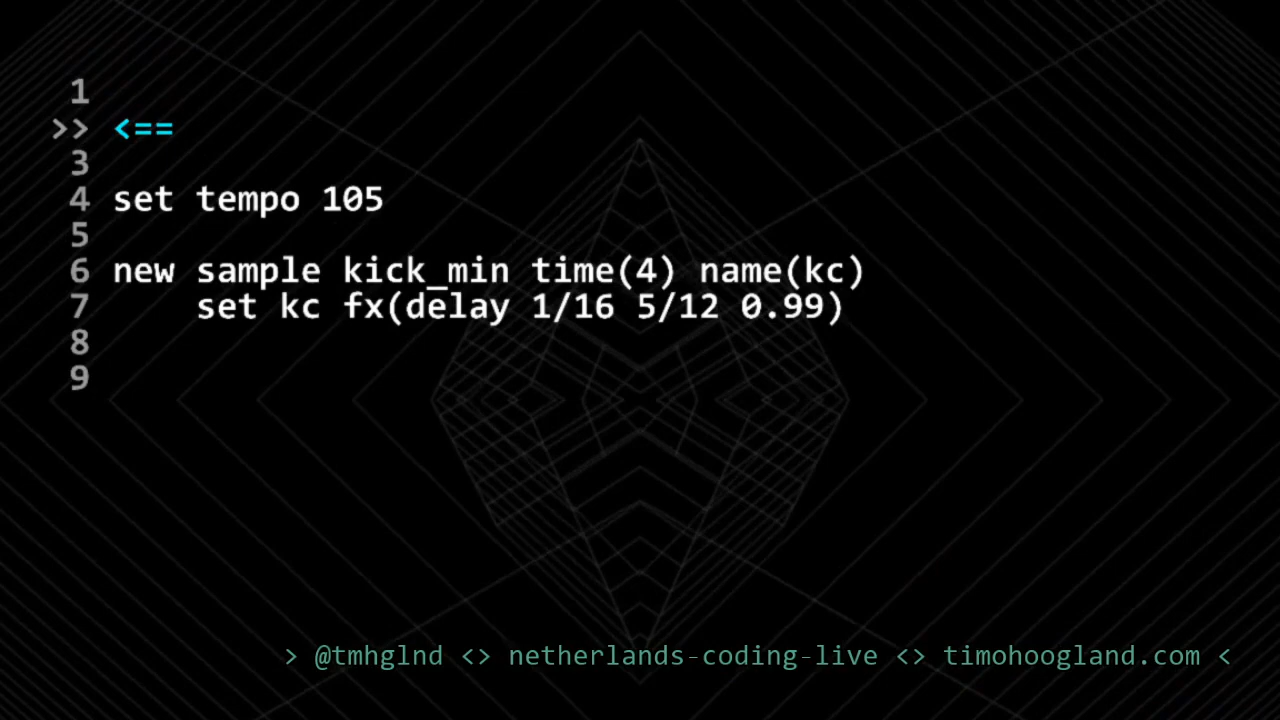 1
>> <==
3
4 set tempo 105
5
6 new sample kick_min time(4) name(kc)
7 set kc fx(delay 1/16 5/12 0.99)
8
9
> @tmhglnd <> netherlands-coding-live <> timohoogland.com <